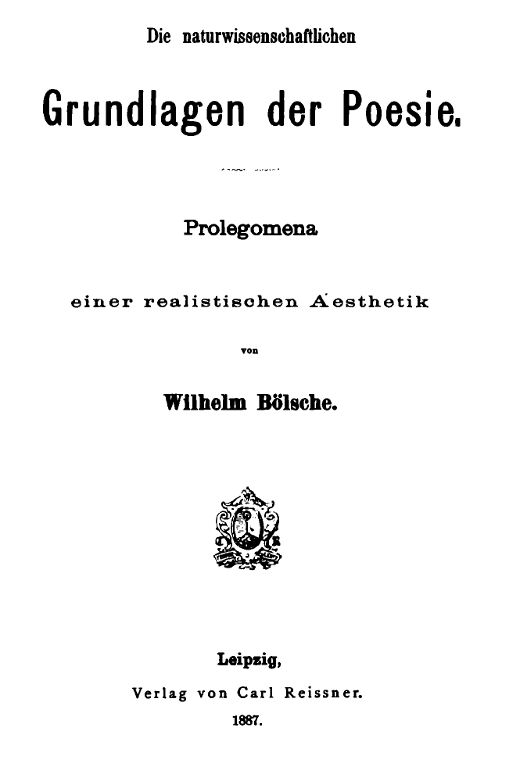 Die naturwissenschaftlichen
Grundlagen der Poesie.
Prolegomena
einer realistischen Aesthetik
von
Wilhelm Bölsche.
Leipzig,
Verlag von Carl Reissner.
1887.